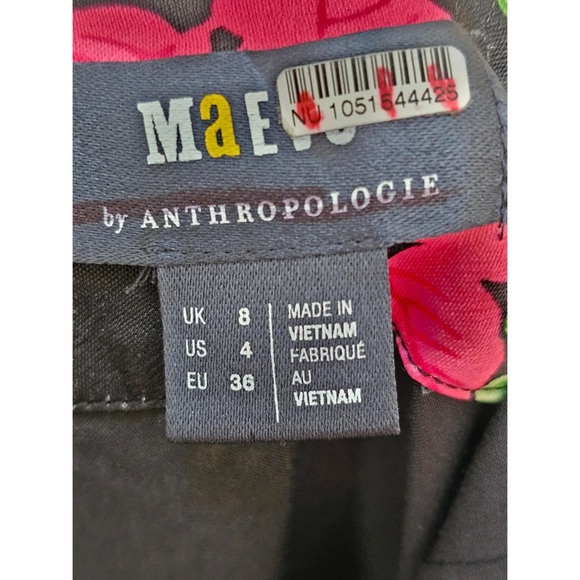 MaEVe
by ANTHROPOLOGIE
NU 1051544425
UK 8
US 4
EU 36
MADE IN
VIETNAM
FABRIQUÉ
AU
VIETNAM